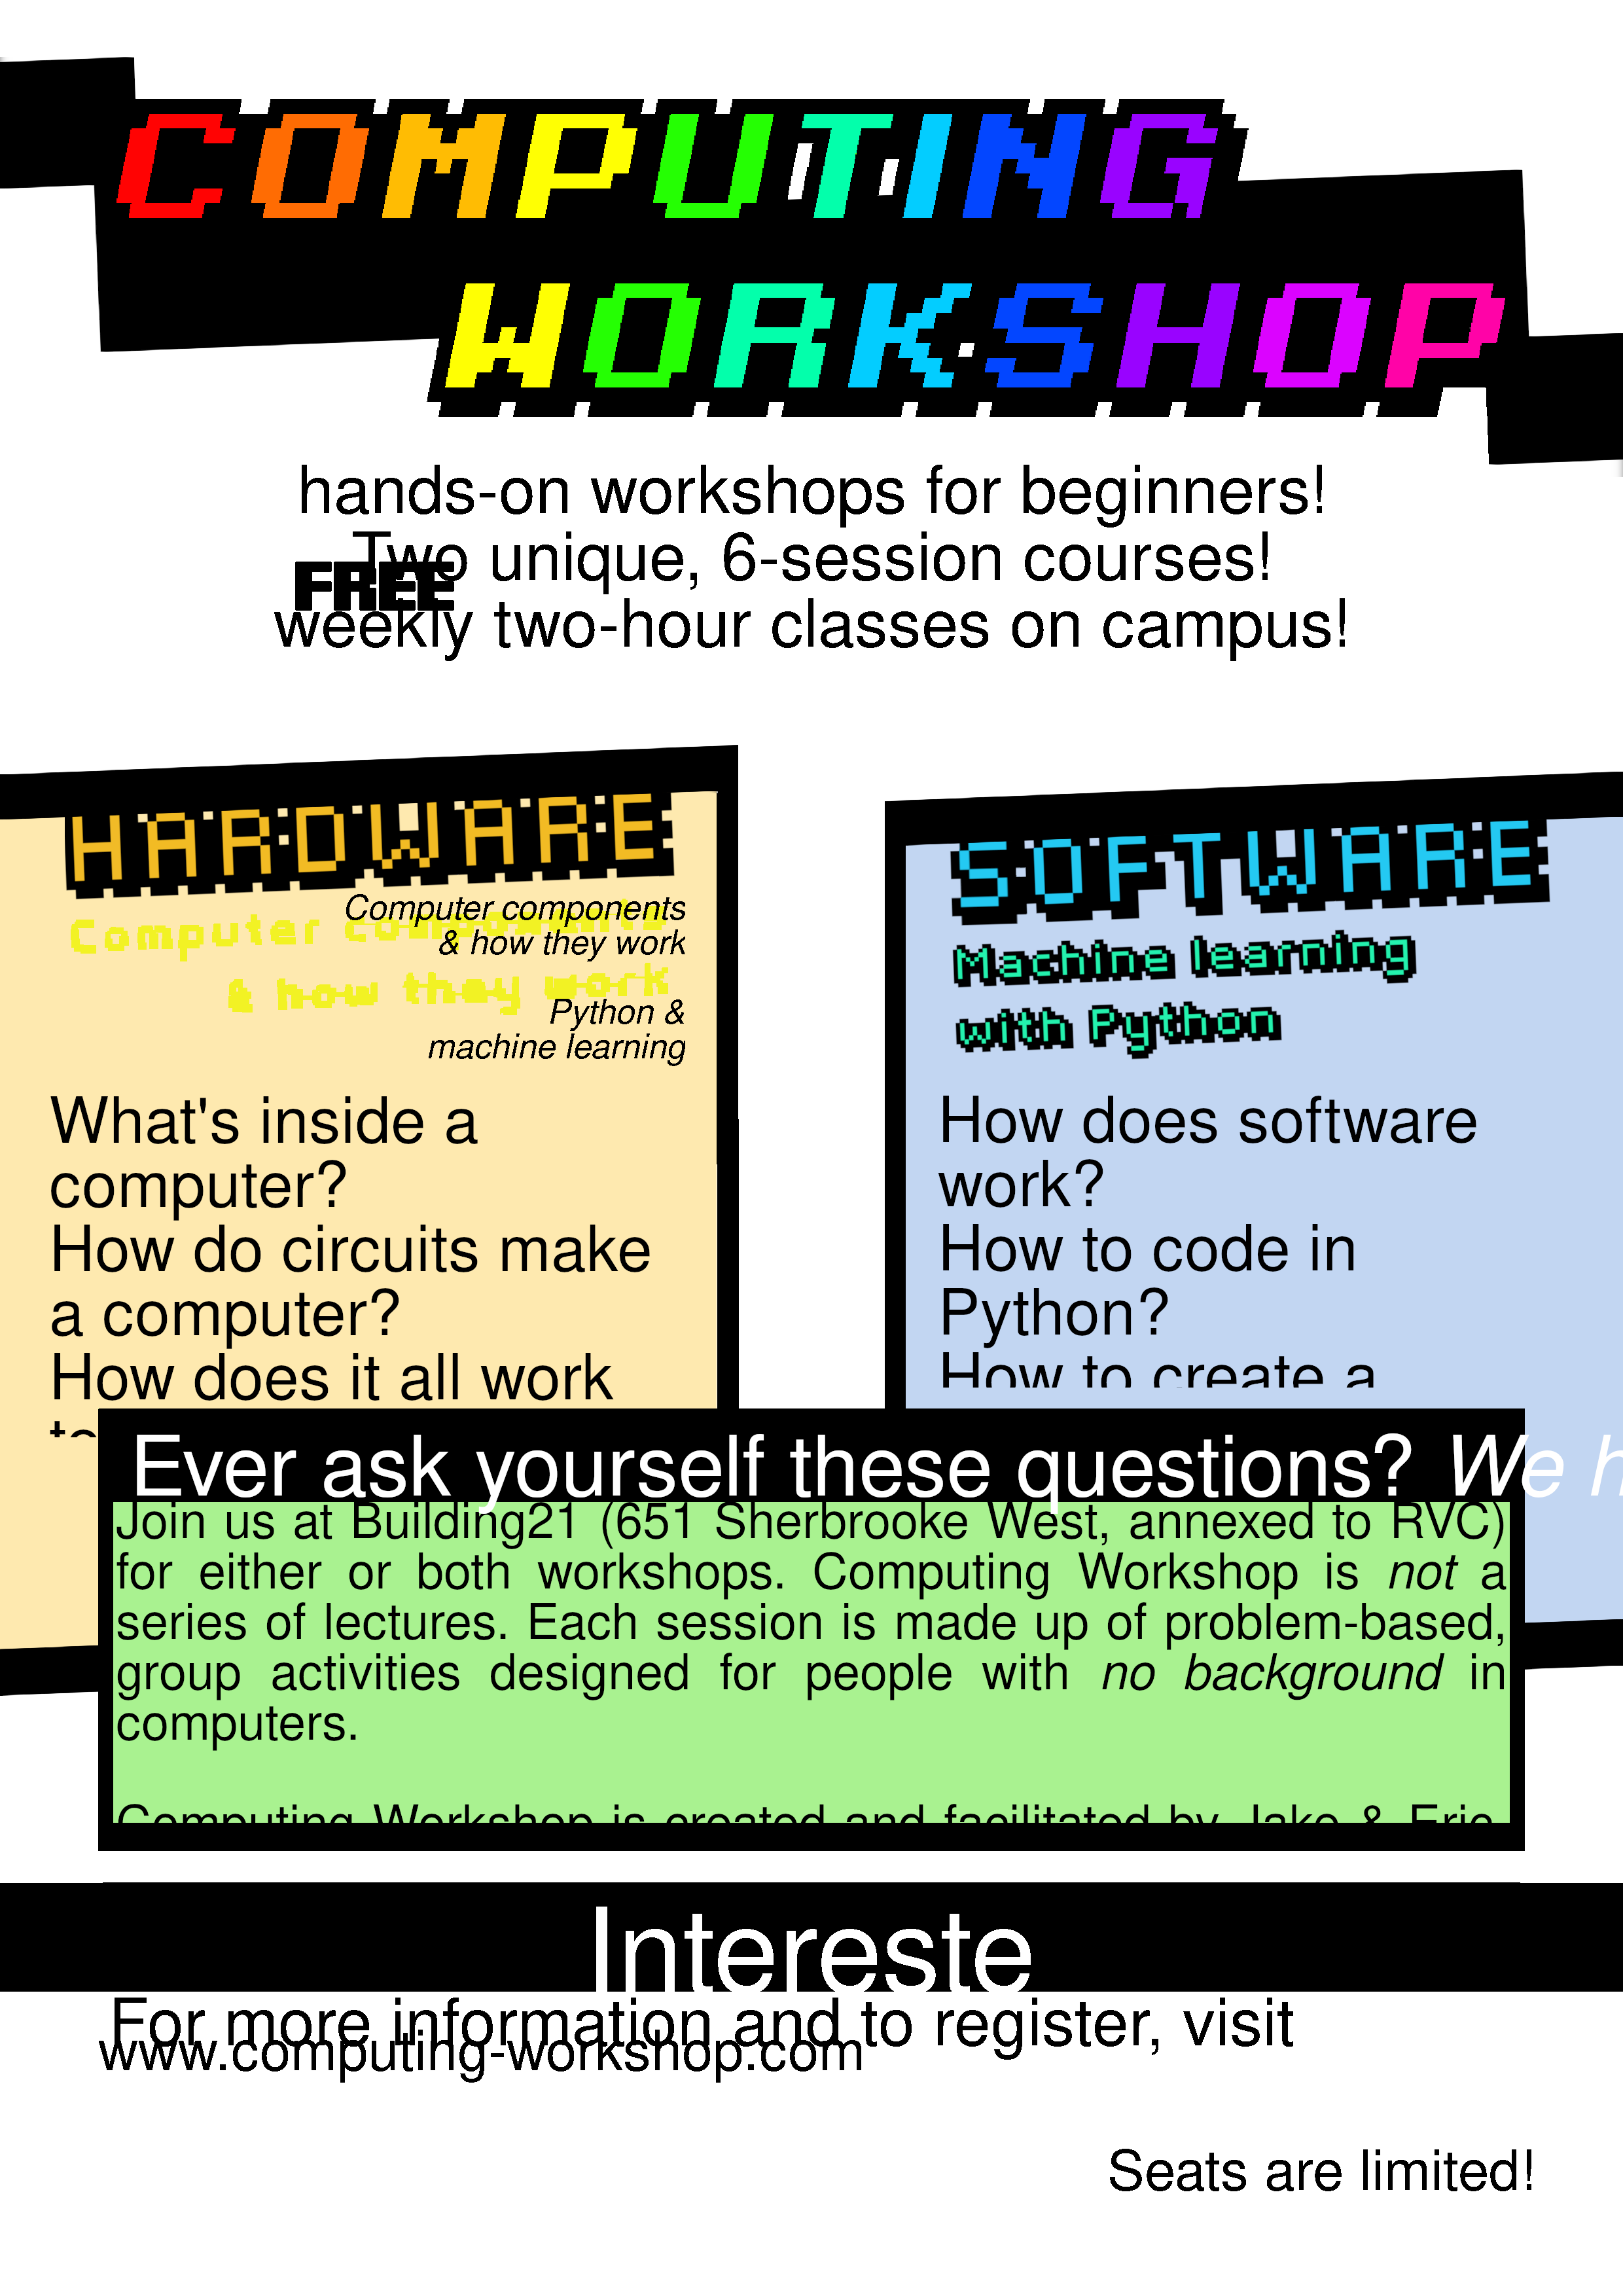 COMPUTING
WORKSHOP
hands-on workshops for beginners!
Two unique, 6-session courses!
FREE
weekly two-hour classes on campus!
HARDWARE
Computer components
& how they work
Computer components
& how they work
Python &
machine learning
What's inside a
computer?
How do circuits make
a computer?
How does it all work
SOFTWARE
Machine learning
with Python
How does software
work?
How to code in
Python?
How to create a
Ever ask yourself these questions? We h
Join us at Building21 (651 Sherbrooke West, annexed to RVC)
for either or both workshops. Computing Workshop is not a
series of lectures. Each session is made up of problem-based,
group activities designed for people with no background in
computers.
Computing Workshop is created and facilitated by Jake & Eric
Intereste
For more information and to register, visit
www.computing-workshop.com
Seats are limited!